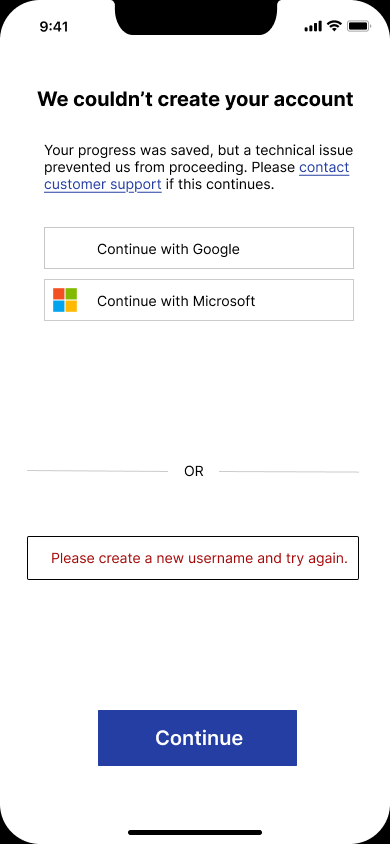 9:41
We couldn’t create your account
Your progress was saved, but a technical issue
prevented us from proceeding. Please contact
customer support if this continues.
Continue with Google
Continue with Microsoft
OR
Please create a new username and try again.
Continue